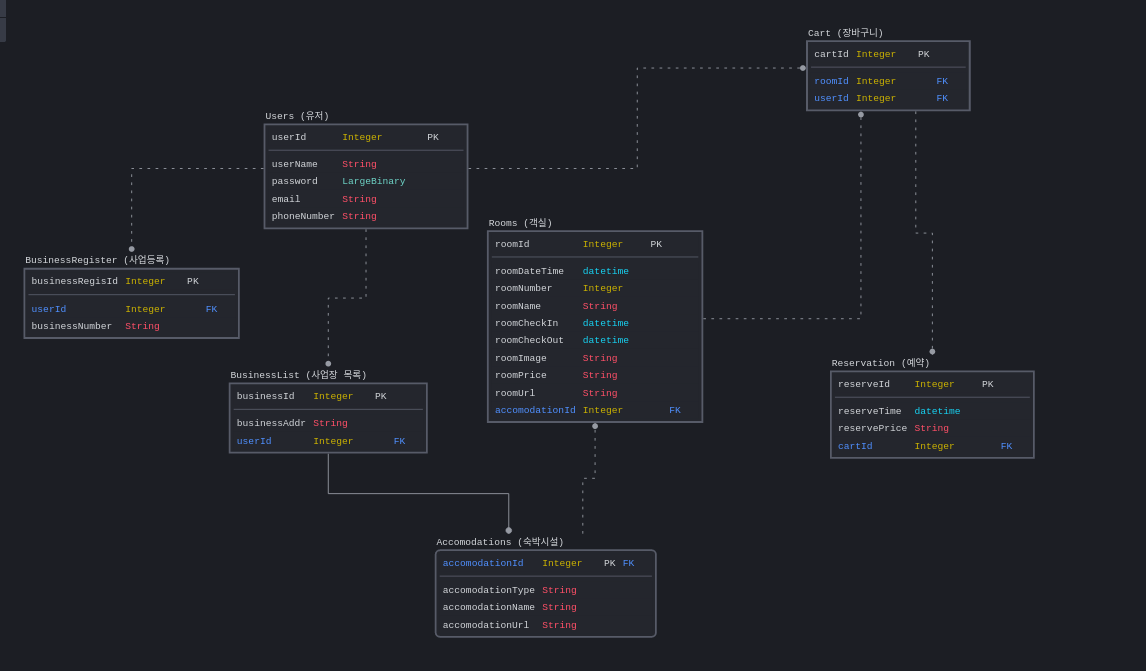 Cart (장바구니)
cartId Integer PK
roomId Integer FK
userId Integer FK
Users (유저)
userId Integer PK
userName String
password LargeBinary
email String
phoneNumber String
Rooms (객실)
roomId Integer PK
roomDateTime datetime
roomNumber Integer
roomName String
roomCheckIn datetime
roomCheckOut datetime
roomImage String
roomPrice String
roomUrl String
accomodationId Integer FK
BusinessRegister (사업등록)
businessRegisId Integer PK
userId Integer FK
businessNumber String
BusinessList (사업장 목록)
businessId Integer PK
businessAddr String
userId Integer FK
Reservation (예약)
reserveId Integer PK
reserveTime datetime
reservePrice String
cartId Integer FK
Accomodations (숙박시설)
accomodationId Integer PK FK
accomodationType String
accomodationName String
accomodationUrl String